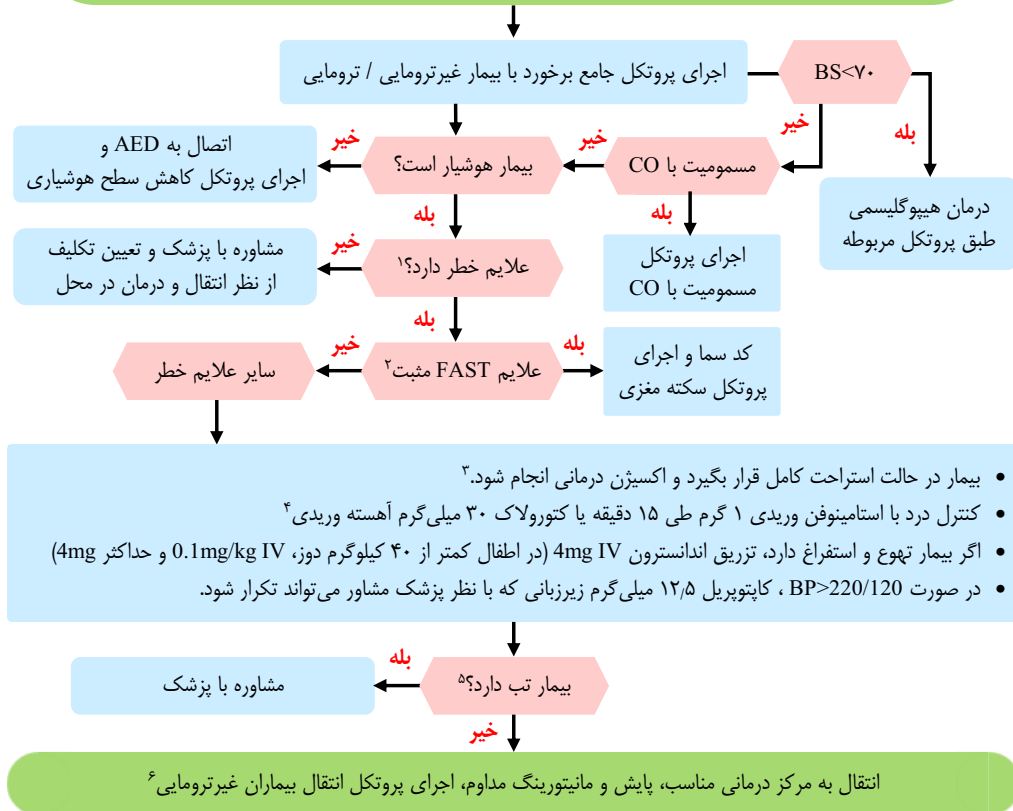 اجرای پروتکل جامع برخورد با بیمار غیرترومایی / ترومایی
BS<۷۰
بله
خیر
درمان هیپوگلیسمی
طبق پروتکل مربوطه
مسمومیت با CO
خیر
بله
اجرای پروتکل
مسمومیت با CO
بیمار هوشیار است؟
خیر
اتصال به AED و
اجرای پروتکل کاهش سطح هوشیاری
بله
علایم خطر دارد؟۱
خیر
مشاوره با پزشک و تعیین تکلیف
از نظر انتقال و درمان در محل
بله
علایم FAST مثبت۲
بله
کد سما و اجرای
پروتکل سکته مغزی
خیر
سایر علایم خطر
• بیمار در حالت استراحت کامل قرار بگیرد و اکسیژن درمانی انجام شود.۳
• کنترل درد با استامینوفن وریدی ۱ گرم طی ۱۵ دقیقه یا کتورولاک ۳۰ میلی‌گرم آهسته وریدی۴
• اگر بیمار تهوع و استفراغ دارد، تزریق اندانسترون 4mg IV (در اطفال کمتر از ۴۰ کیلوگرم دوز، 0.1mg/kg IV و حداکثر 4mg)
• در صورت BP>220/120 ، کاپتوپریل ۱۲٫۵ میلی‌گرم زیرزبانی که با نظر پزشک مشاور می‌تواند تکرار شود.
بیمار تب دارد؟۵
بله
مشاوره با پزشک
خیر
انتقال به مرکز درمانی مناسب، پایش و مانیتورینگ مداوم، اجرای پروتکل انتقال بیماران غیرترومایی۶